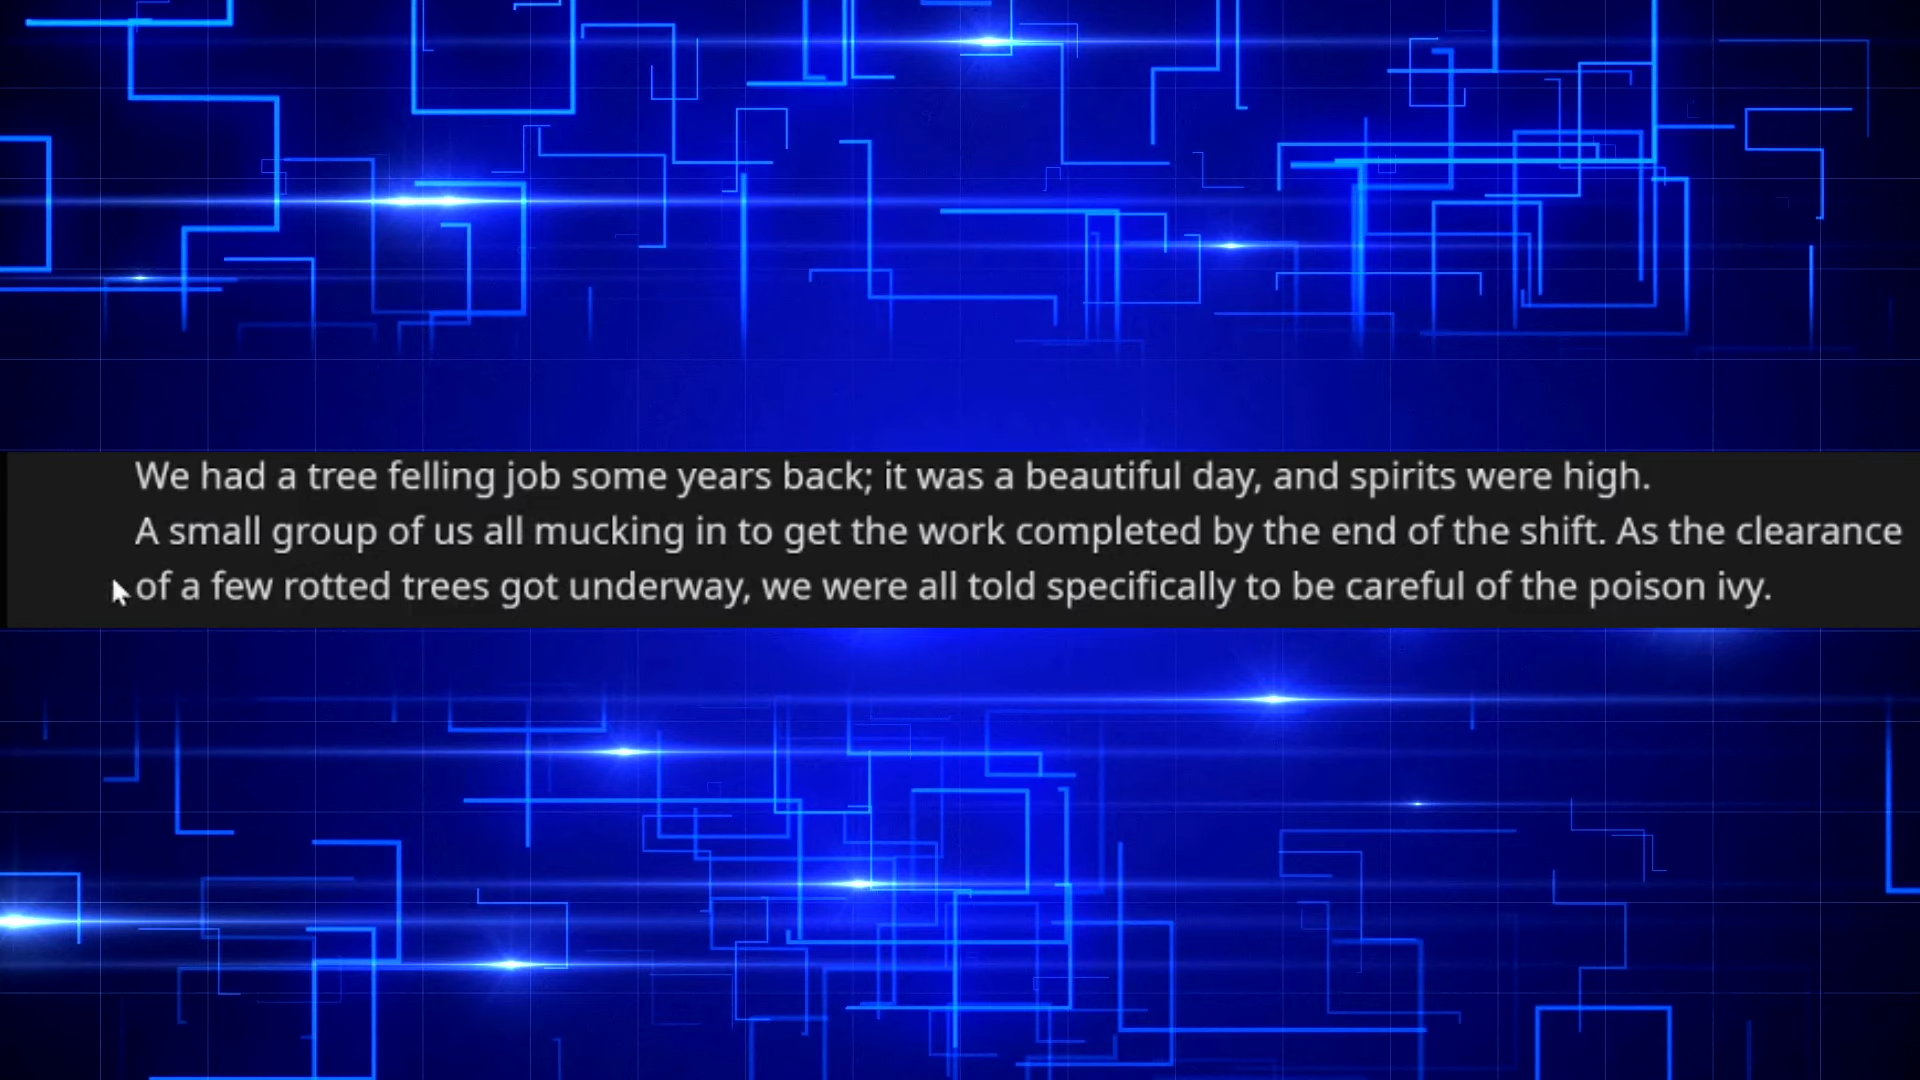 We had a tree felling job some years back; it was a beautiful day, and spirits were high.
A small group of us all mucking in to get the work completed by the end of the shift. As the clearance
of a few rotted trees got underway, we were all told specifically to be careful of the poison ivy.